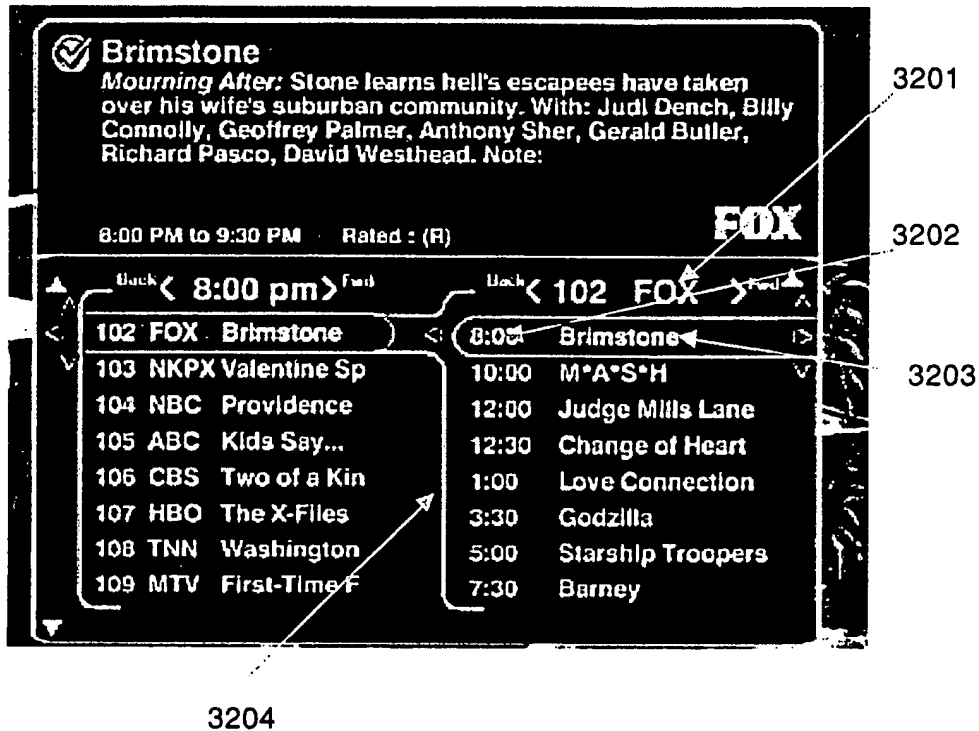 Brimstone
Mourning After: Stone learns hell's escapees have taken
over his wife's suburban community. With: Judi Dench, Billy
Connolly, Geoffrey Palmer, Anthony Sher, Gerald Butler,
Richard Pasco, David Westhead. Note:
FOX
8:00 PM to 9:30 PM Rated : (R)
Back < 8:00 pm > Fwd
Back < 102 FOX > Fwd
102 FOX Brimstone
103 NKPX Valentine Sp
104 NBC Providence
105 ABC Kids Say...
106 CBS Two of a Kin
107 HBO The X-Files
108 TNN Washington
109 MTV First-Time F
8:00 Brimstone
10:00 M*A*S*H
12:00 Judge Mills Lane
12:30 Change of Heart
1:00 Love Connection
3:30 Godzilla
5:00 Starship Troopers
7:30 Barney
3201
3202
3203
3204